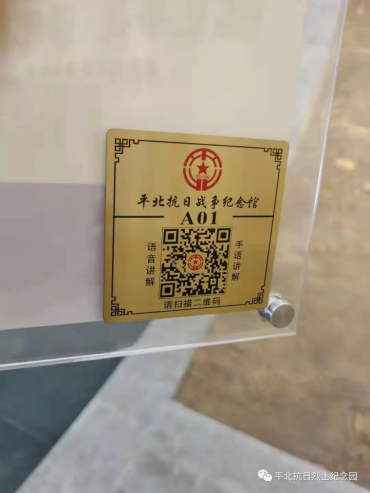 平北抗日战争纪念馆
A01
语音讲解
手语讲解
请扫描二维码
平北抗日烈士纪念园